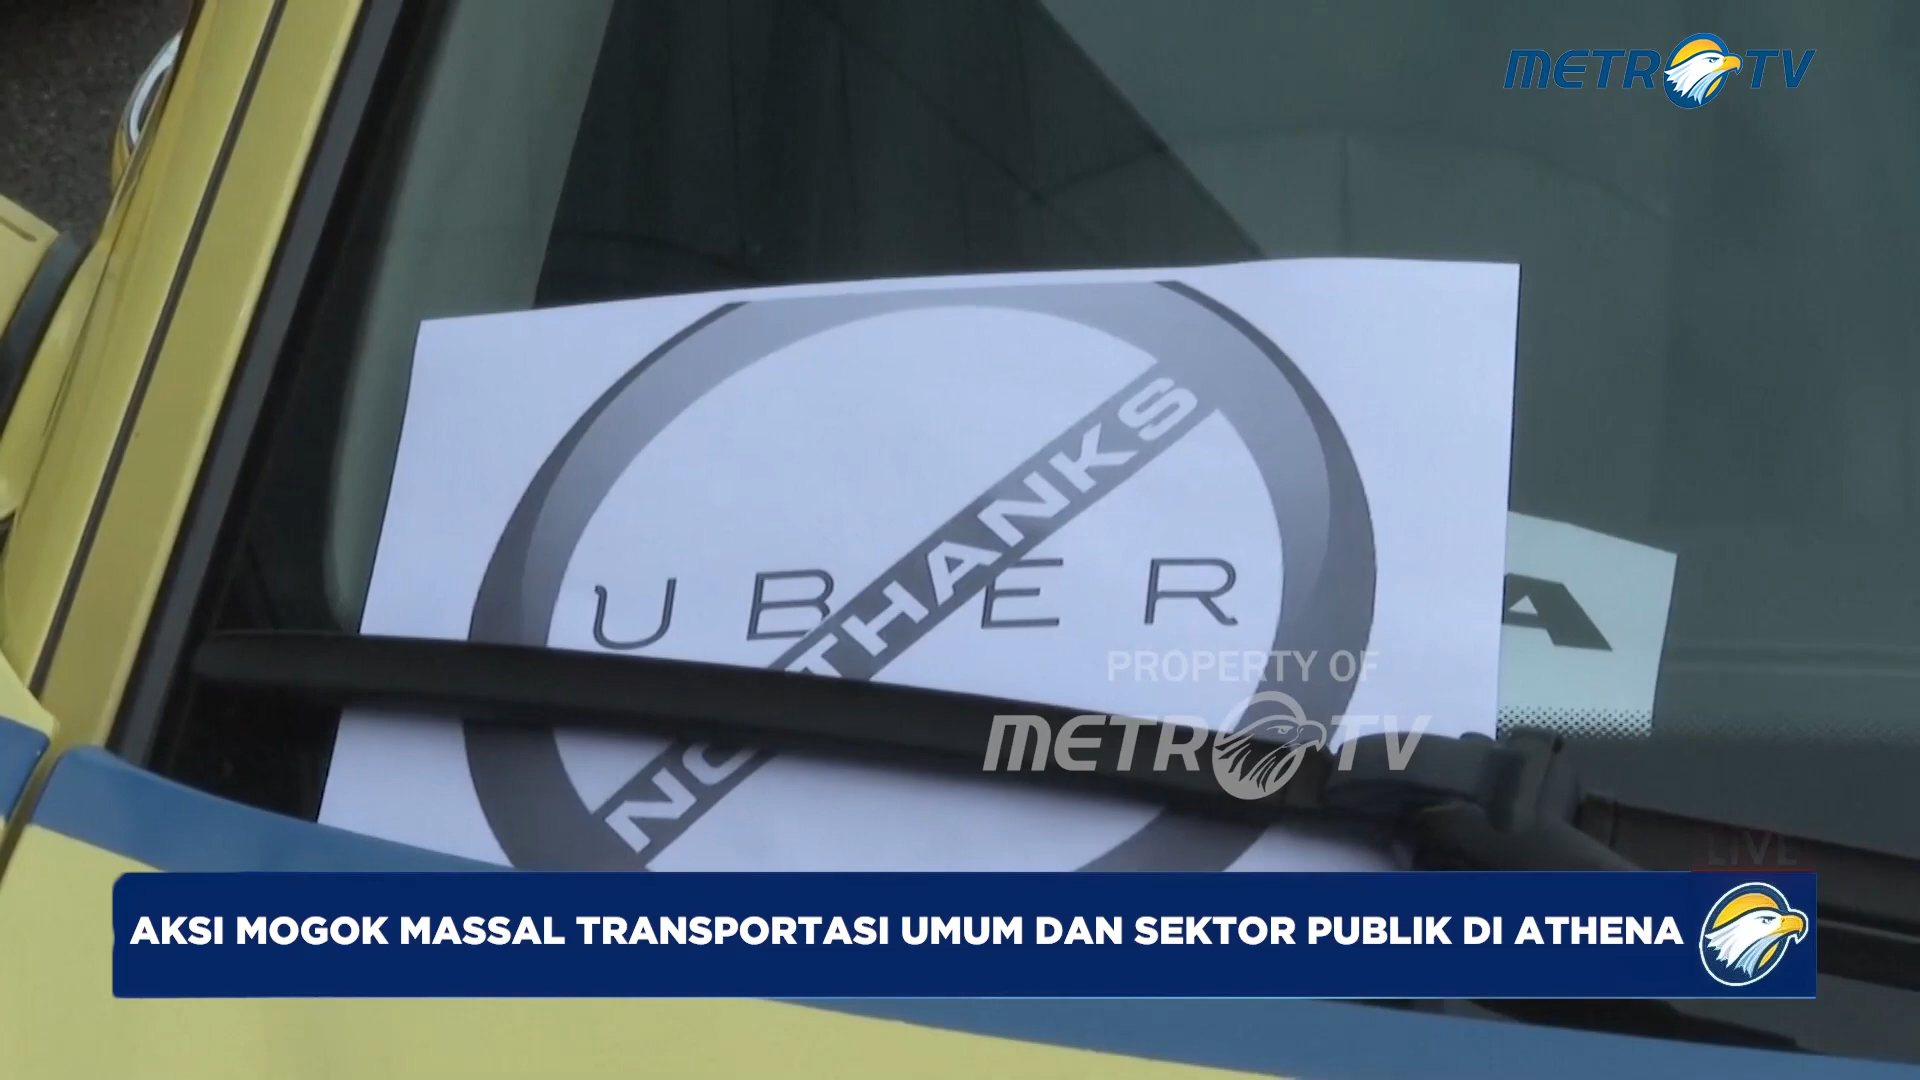 METRO TV
UBER
NO THANKS
A
PROPERTY OF
METRO TV
LIVE
AKSI MOGOK MASSAL TRANSPORTASI UMUM DAN SEKTOR PUBLIK DI ATHENA